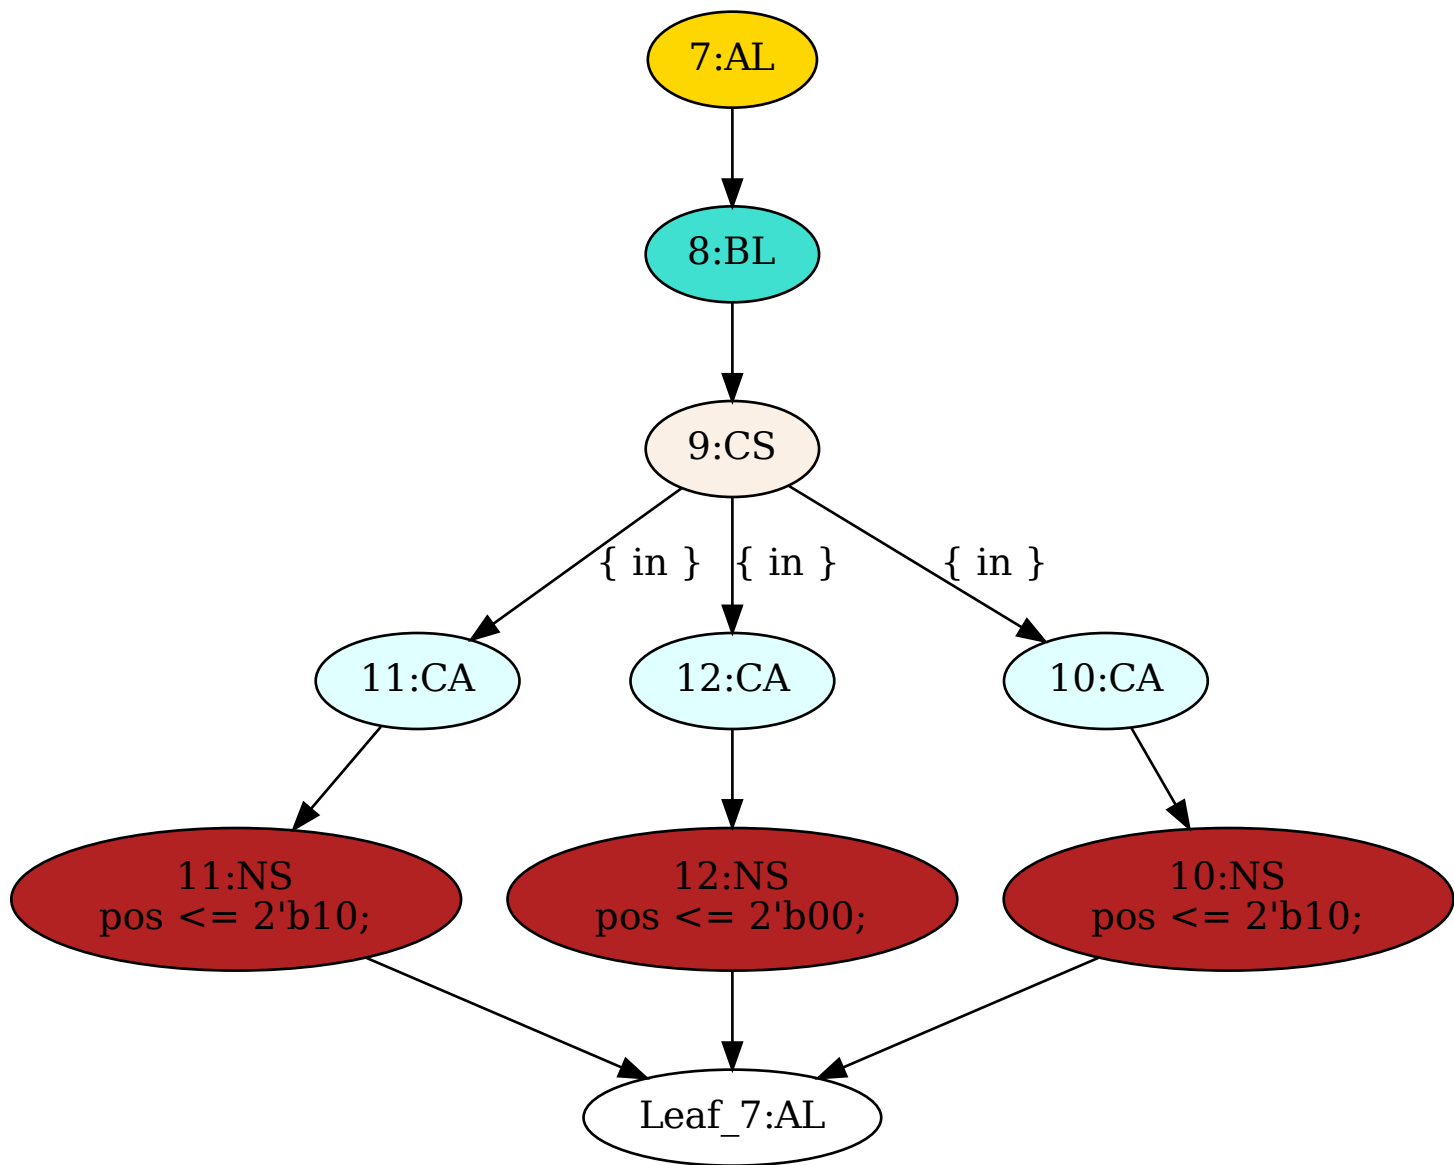 7:AL
8:BL
9:CS
{ in }
{ in }
{ in }
11:CA
12:CA
10:CA
11:NS
pos <= 2'b10;
12:NS
pos <= 2'b00;
10:NS
pos <= 2'b10;
Leaf_7:AL